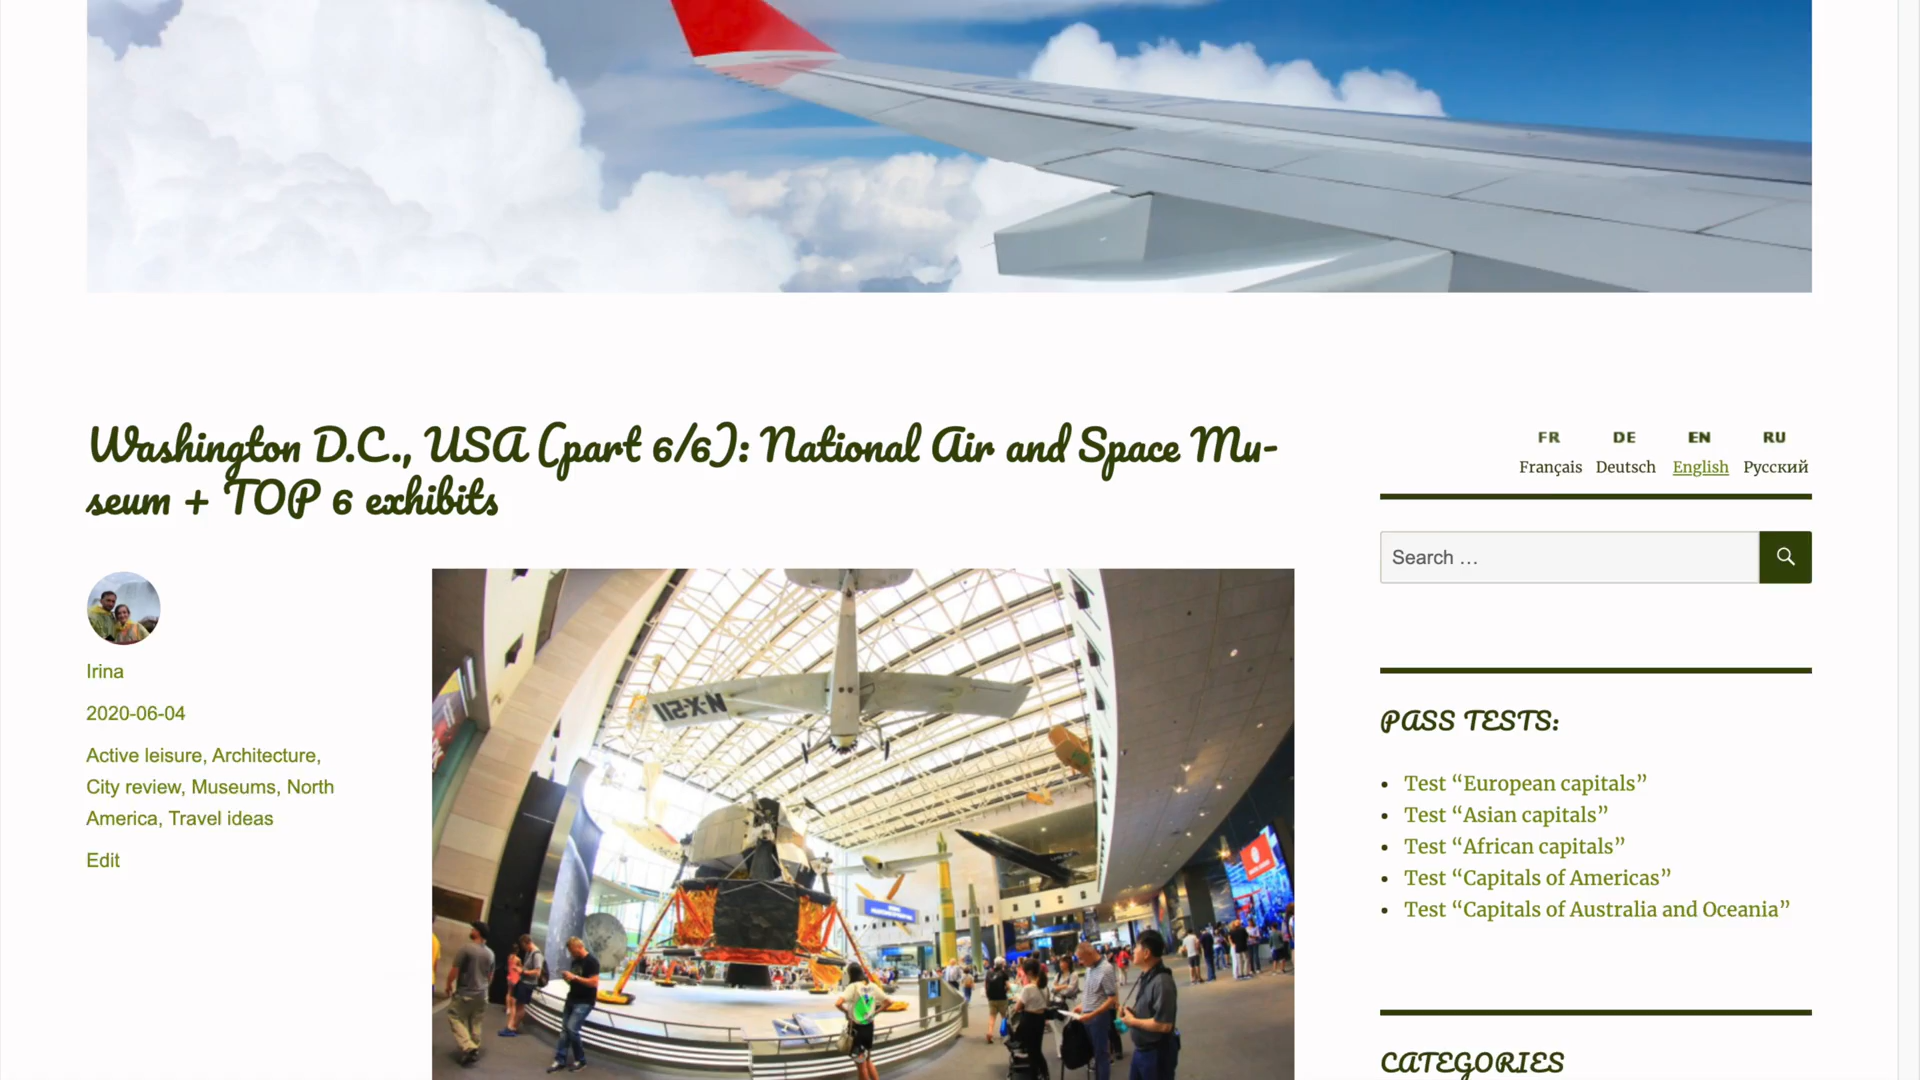 Washington D.C., USA (part 6/6): National Air and Space Mu-
seum + TOP 6 exhibits
Irina
2020-06-04
Active leisure, Architecture,
City review, Museums, North
America, Travel ideas
Edit
N-X-211
FR DE EN RU
Français Deutsch English Русский
Search …
PASS TESTS:
• Test “European capitals”
• Test “Asian capitals”
• Test “African capitals”
• Test “Capitals of Americas”
• Test “Capitals of Australia and Oceania”
CATEGORIES